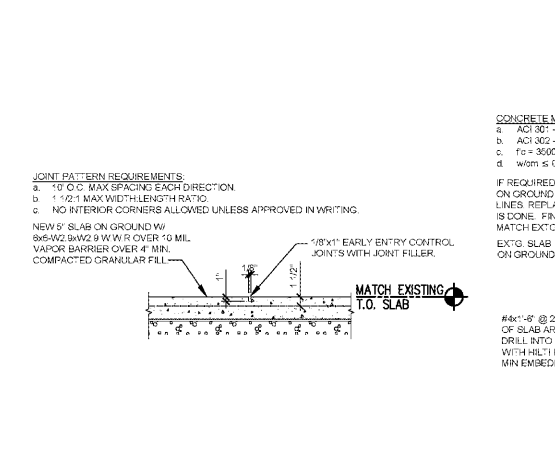 JOINT PATTERN REQUIREMENTS:
a. 10' O.C. MAX SPACING EACH DIRECTION.
b. 1 1/2:1 MAX WIDTH:LENGTH RATIO.
c. NO INTERIOR CORNERS ALLOWED UNLESS APPROVED IN WRITING.
NEW 5" SLAB ON GROUND W/
6x6-W2.9xW2.9 W.W.R OVER 10 MIL
VAPOR BARRIER OVER 4" MIN.
COMPACTED GRANULAR FILL
1/8"x1" EARLY ENTRY CONTROL
JOINTS WITH JOINT FILLER.
1"
1/8"
1 1/2"
MATCH EXISTING
T.O. SLAB
CONCRETE M
a. ACI 301 -
b. ACI 302 -
c. f'c = 3500
d. w/cm ≤ 0
IF REQUIRED
ON GROUND
LINES. REPLA
IS DONE. FIN
MATCH EXTG
EXTG. SLAB
ON GROUND
#4x1'-6" @ 2
OF SLAB AR
DRILL INTO
WITH HILTI
MIN EMBED